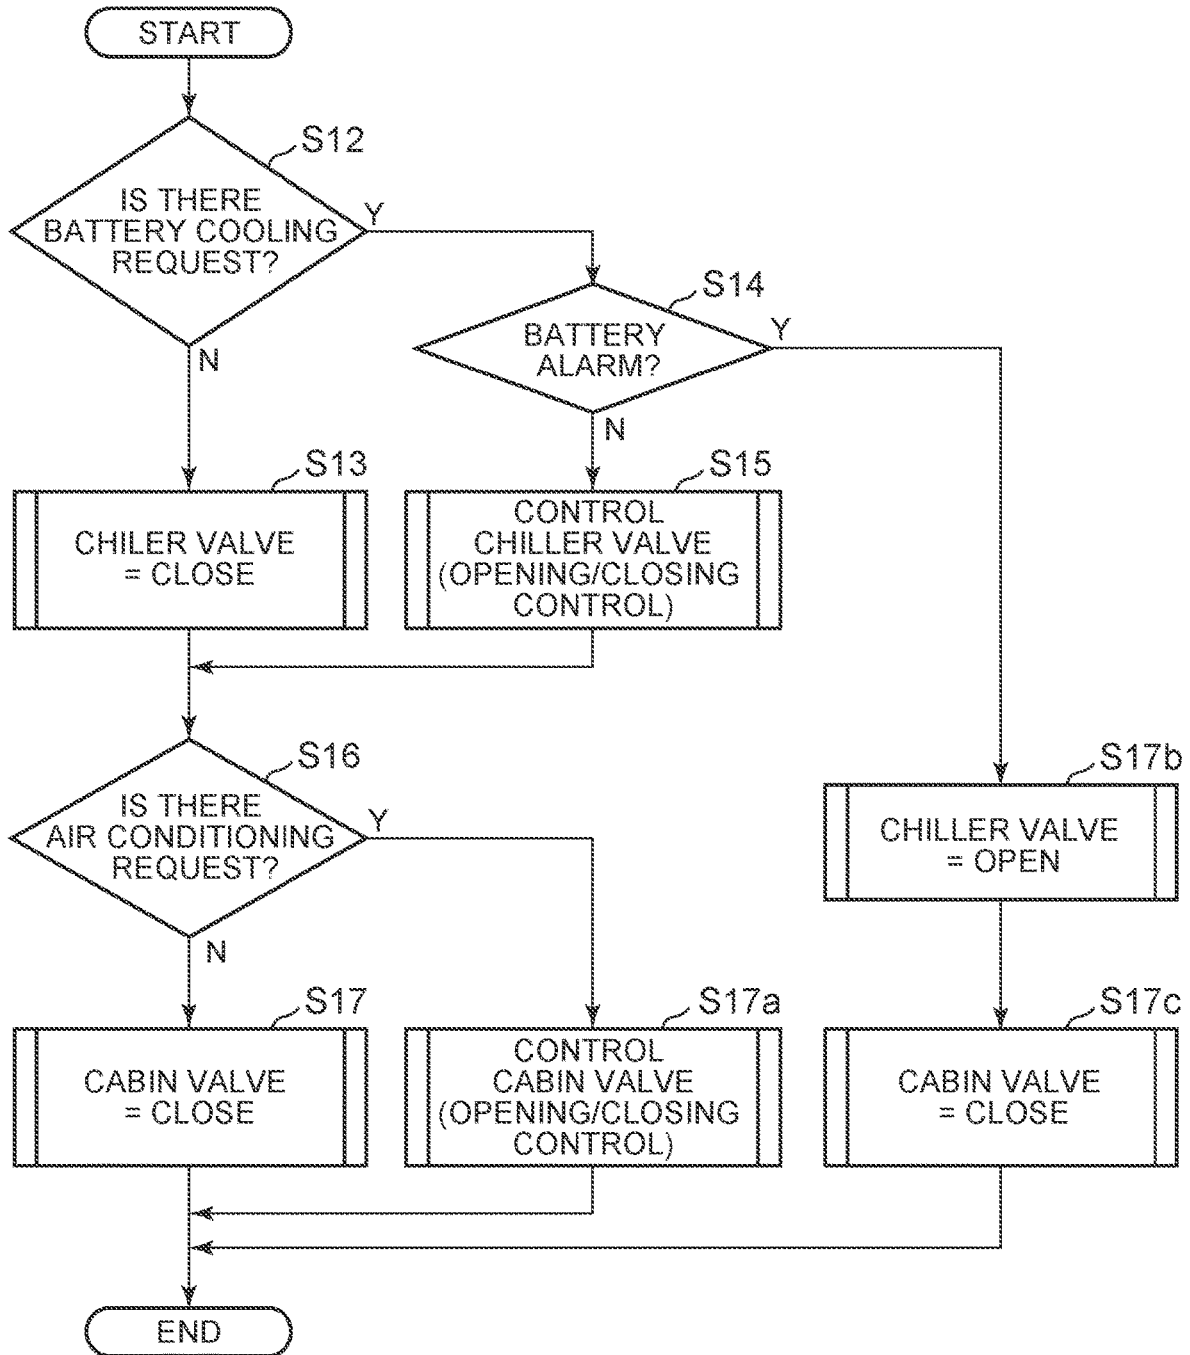 START
S12
IS THERE
BATTERY COOLING
REQUEST?
Y
N
S14
BATTERY
ALARM?
Y
N
S13
CHILER VALVE
= CLOSE
S15
CONTROL
CHILLER VALVE
(OPENING/CLOSING
CONTROL)
S16
IS THERE
AIR CONDITIONING
REQUEST?
Y
N
S17b
CHILLER VALVE
= OPEN
S17
CABIN VALVE
= CLOSE
S17a
CONTROL
CABIN VALVE
(OPENING/CLOSING
CONTROL)
S17c
CABIN VALVE
= CLOSE
END